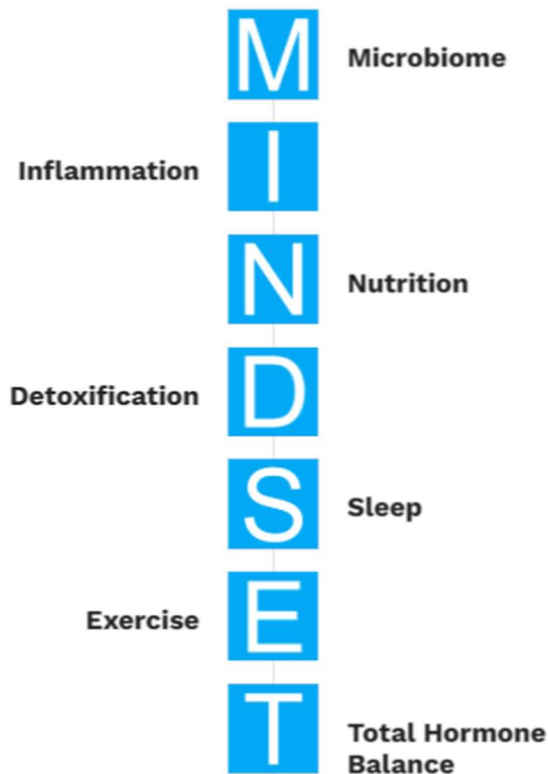 M Microbiome
Inflammation I
N Nutrition
Detoxification D
S Sleep
Exercise E
T Total Hormone
Balance